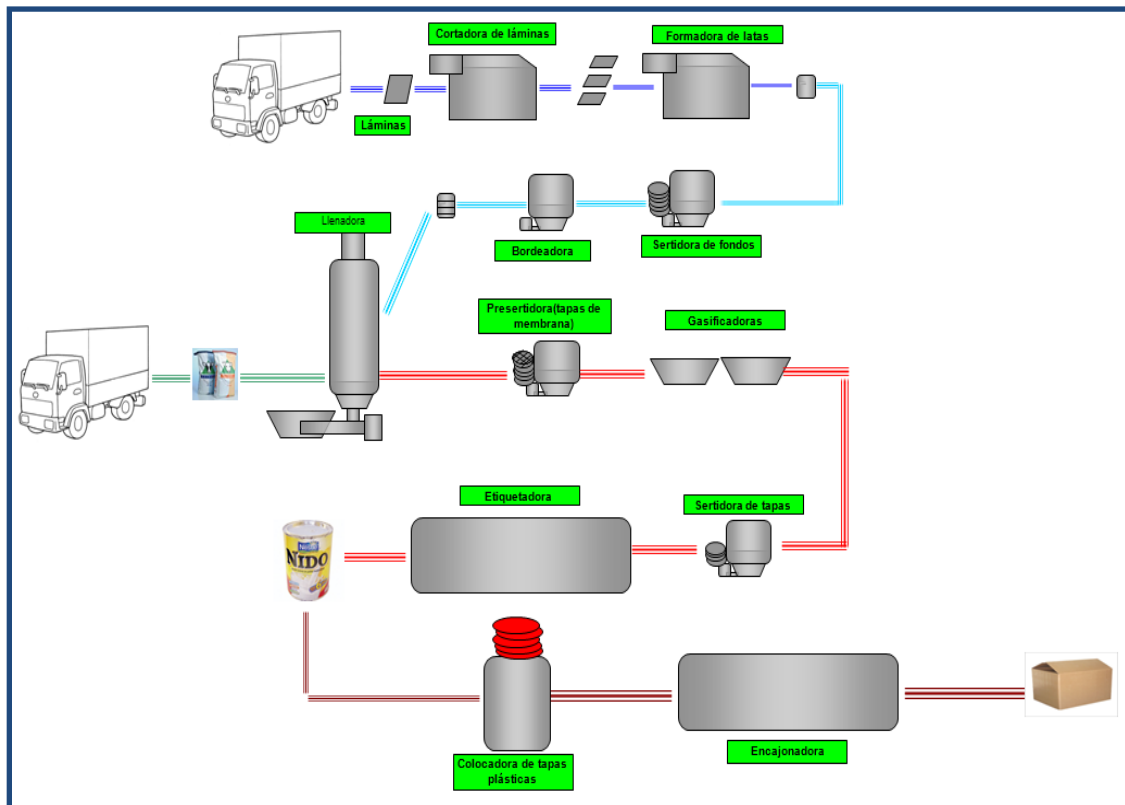 Cortadora de láminas
Formadora de latas
Láminas
Llenadora
Bordeadora
Sertidora de fondos
Presertidora(tapas de
membrana)
Gasificadoras
Etiquetadora
Sertidora de tapas
Nestlé
NIDO
Colocadora de tapas
plásticas
Encajonadora